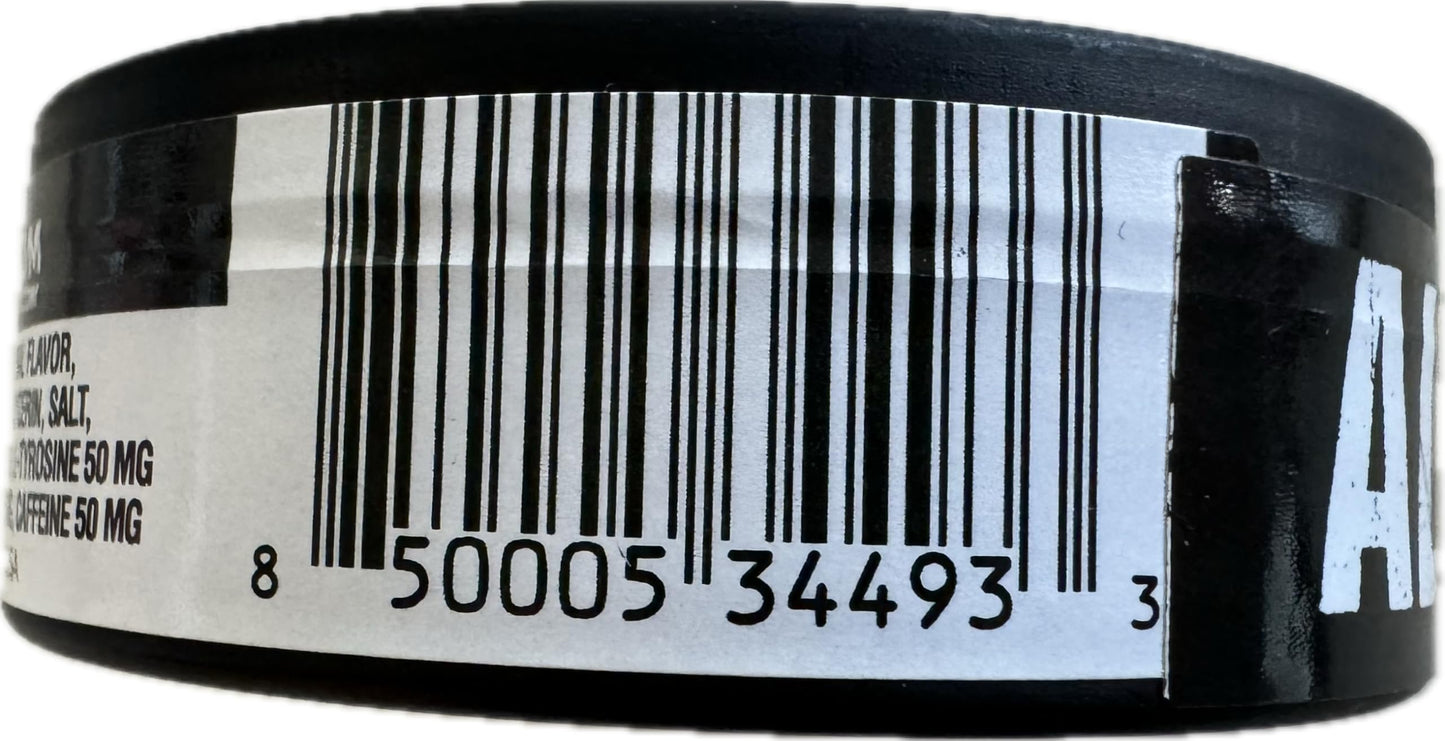 M
FLAVOR,
SALT,
-TYROSINE 50 MG
CAFFEINE 50 MG
8 50005 34493 3
A